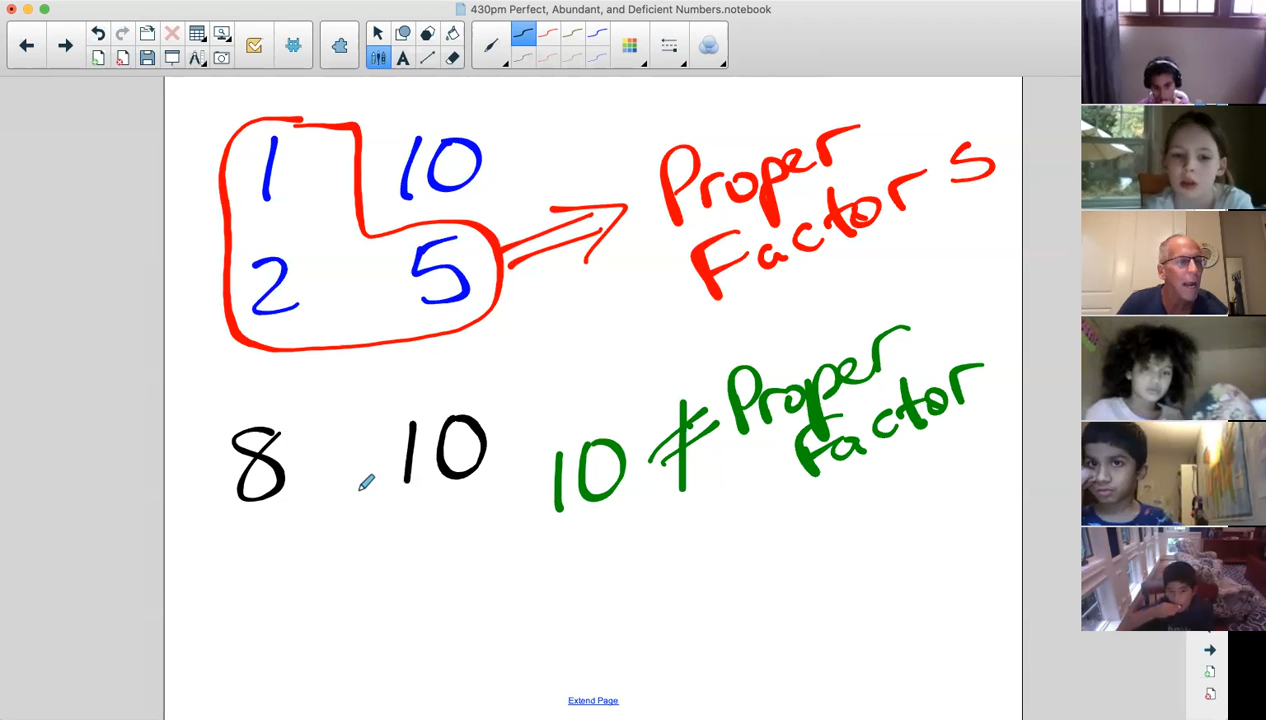 430pm Perfect, Abundant, and Deficient Numbers.notebook
A
1 10
2 5
Proper
Factors
8 10
10 ≠ Proper
Factor
Extend Page